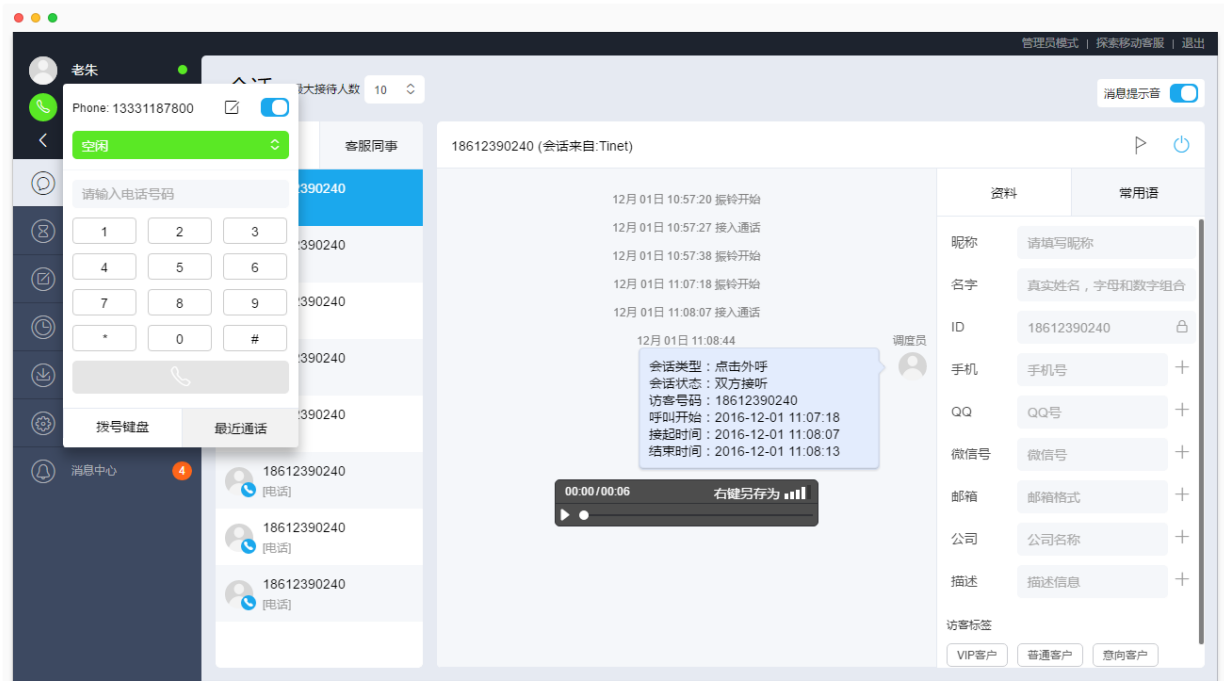 管理员模式 | 探索移动客服 | 退出
老朱
Phone: 13331187800
空闲
请输入电话号码
1 2 3
4 5 6
7 8 9
* 0 #
拨号键盘 最近通话
消息中心 4
大接待人数 10
消息提示音
客服同事
390240
390240
390240
390240
390240
18612390240
[电话]
18612390240
[电话]
18612390240
[电话]
18612390240 (会话来自:Tinet)
12月 01日 10:57:20 振铃开始
12月 01日 10:57:27 接入通话
12月 01日 10:57:38 振铃开始
12月 01日 11:07:18 振铃开始
12月 01日 11:08:07 接入通话
12月 01日 11:08:44 调度员
会话类型：点击外呼
会话状态：双方接听
访客号码：18612390240
呼叫开始：2016-12-01 11:07:18
接起时间：2016-12-01 11:08:07
结束时间：2016-12-01 11:08:13
00:00/00:06 右键另存为
资料 常用语
昵称 请填写昵称
名字 真实姓名，字母和数字组合
ID 18612390240
手机 手机号
QQ QQ号
微信号 微信号
邮箱 邮箱格式
公司 公司名称
描述 描述信息
访客标签
VIP客户 普通客户 意向客户